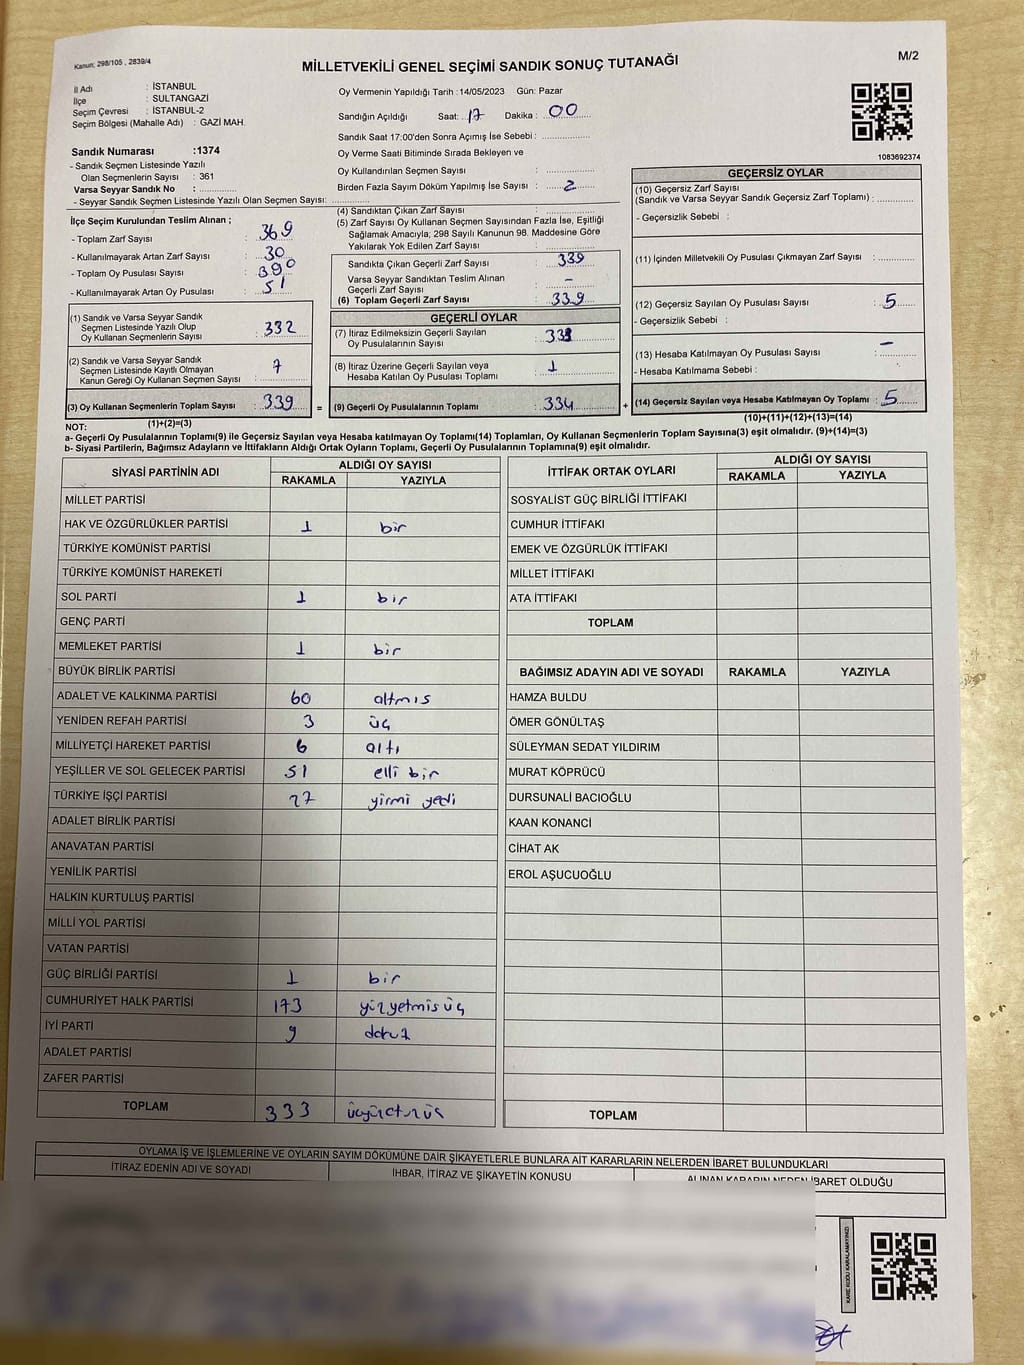 Kanun: 298/105 , 2839/4
MİLLETVEKİLİ GENEL SEÇİMİ SANDIK SONUÇ TUTANAĞI
M/2
İl Adı : İSTANBUL
İlçe : SULTANGAZİ
Seçim Çevresi : İSTANBUL-2
Seçim Bölgesi (Mahalle Adı) : GAZİ MAH.
Sandık Numarası :1374
- Sandık Seçmen Listesinde Yazılı
Olan Seçmenlerin Sayısı : 361
Varsa Seyyar Sandık No :
- Seyyar Sandık Seçmen Listesinde Yazılı Olan Seçmen Sayısı:
Oy Vermenin Yapıldığı Tarih :14/05/2023 Gün: Pazar
Sandığın Açıldığı Saat: 17 Dakika : 00
Sandık Saat 17:00'den Sonra Açımış İse Sebebi :
Oy Verme Saati Bitiminde Sırada Bekleyen ve
Oy Kullandırılan Seçmen Sayısı :
Birden Fazla Sayım Döküm Yapılmış İse Sayısı : 2
1083692374
İlçe Seçim Kurulundan Teslim Alınan ;
- Toplam Zarf Sayısı : 369
- Kullanılmayarak Artan Zarf Sayısı : 30
- Toplam Oy Pusulası Sayısı : 390
- Kullanılmayarak Artan Oy Pusulası : 51
(1) Sandık ve Varsa Seyyar Sandık
Seçmen Listesinde Yazılı Olup
Oy Kullanan Seçmenlerin Sayısı : 332
(2) Sandık ve Varsa Seyyar Sandık
Seçmen Listesinde Kayıtlı Olmayan
Kanun Gereği Oy Kullanan Seçmen Sayısı : 7
(3) Oy Kullanan Seçmenlerin Toplam Sayısı : 339
(1)+(2)=(3)
(4) Sandıktan Çıkan Zarf Sayısı :
(5) Zarf Sayısı Oy Kullanan Seçmen Sayısından Fazla İse, Eşitliği
Sağlamak Amacıyla; 298 Sayılı Kanunun 98. Maddesine Göre
Yakılarak Yok Edilen Zarf Sayısı :
Sandıkta Çıkan Geçerli Zarf Sayısı : 339
Varsa Seyyar Sandıktan Teslim Alınan
Geçerli Zarf Sayısı : -
(6) Toplam Geçerli Zarf Sayısı : 339
GEÇERLİ OYLAR
(7) İtiraz Edilmeksizin Geçerli Sayılan
Oy Pusulalarının Sayısı :
(8) İtiraz Üzerine Geçerli Sayılan veya
Hesaba Katılan Oy Pusulası Toplamı : 1
= (9) Geçerli Oy Pusulalarının Toplamı : 334
GEÇERSİZ OYLAR
(10) Geçersiz Zarf Sayısı
(Sandık ve Varsa Seyyar Sandık Geçersiz Zarf Toplamı) :
- Geçersizlik Sebebi :
(11) İçinden Milletvekili Oy Pusulası Çıkmayan Zarf Sayısı :
(12) Geçersiz Sayılan Oy Pusulası Sayısı : 5
- Geçersizlik Sebebi :
(13) Hesaba Katılmayan Oy Pusulası Sayısı : -
- Hesaba Katılmama Sebebi :
+ (14) Geçersiz Sayılan veya Hesaba Katılmayan Oy Toplamı : 5
(10)+(11)+(12)+(13)=(14)
NOT:
a- Geçerli Oy Pusulalarının Toplamı(9) ile Geçersiz Sayılan veya Hesaba katılmayan Oy Toplamı(14) Toplamları, Oy Kullanan Seçmenlerin Toplam Sayısına(3) eşit olmalıdır. (9)+(14)=(3)
b- Siyasi Partilerin, Bağımsız Adayların ve İttifakların Aldığı Ortak Oyların Toplamı, Geçerli Oy Pusulalarının Toplamına(9) eşit olmalıdır.
SİYASİ PARTİNİN ADI ALDIĞI OY SAYISI
RAKAMLA YAZIYLA
MİLLET PARTİSİ
HAK VE ÖZGÜRLÜKLER PARTİSİ 1 bir
TÜRKİYE KOMÜNİST PARTİSİ
TÜRKİYE KOMÜNİST HAREKETİ
SOL PARTİ 1 bir
GENÇ PARTİ
MEMLEKET PARTİSİ 1 bir
BÜYÜK BİRLİK PARTİSİ
ADALET VE KALKINMA PARTİSİ 60 altmıs
YENİDEN REFAH PARTİSİ 3 üç
MİLLİYETÇİ HAREKET PARTİSİ 6 altı
YEŞİLLER VE SOL GELECEK PARTİSİ 51 elli bir
TÜRKİYE İŞÇİ PARTİSİ 27 yirmi yedi
ADALET BİRLİK PARTİSİ
ANAVATAN PARTİSİ
YENİLİK PARTİSİ
HALKIN KURTULUŞ PARTİSİ
MİLLİ YOL PARTİSİ
VATAN PARTİSİ
GÜÇ BİRLİĞİ PARTİSİ 1 bir
CUMHURİYET HALK PARTİSİ 173 yüzyetmisüç
İYİ PARTİ 9 dokuz
ADALET PARTİSİ
ZAFER PARTİSİ
TOPLAM 333
İTTİFAK ORTAK OYLARI ALDIĞI OY SAYISI
RAKAMLA YAZIYLA
SOSYALİST GÜÇ BİRLİĞİ İTTİFAKI
CUMHUR İTTİFAKI
EMEK VE ÖZGÜRLÜK İTTİFAKI
MİLLET İTTİFAKI
ATA İTTİFAKI
TOPLAM
BAĞIMSIZ ADAYIN ADI VE SOYADI RAKAMLA YAZIYLA
HAMZA BULDU
ÖMER GÖNÜLTAŞ
SÜLEYMAN SEDAT YILDIRIM
MURAT KÖPRÜCÜ
DURSUNALİ BACIOĞLU
KAAN KONANCİ
CİHAT AK
EROL AŞUCUOĞLU
TOPLAM
OYLAMA İŞ VE İŞLEMLERİNE VE OYLARIN SAYIM DÖKÜMÜNE DAİR ŞİKAYETLERLE BUNLARA AİT KARARLARIN NELERDEN İBARET BULUNDUKLARI
İTİRAZ EDENİN ADI VE SOYADI İHBAR, İTİRAZ VE ŞİKAYETİN KONUSU ALINAN KARARIN NEDEN İBARET OLDUĞU
KARE KODU KARALAMAYINIZ!